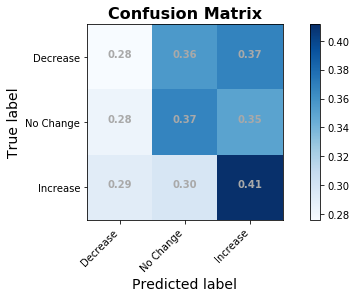 Confusion Matrix
True label
Decrease 0.28 0.36 0.37
No Change 0.28 0.37 0.35
Increase 0.29 0.30 0.41
Decrease No Change Increase
Predicted label
0.40
0.38
0.36
0.34
0.32
0.30
0.28